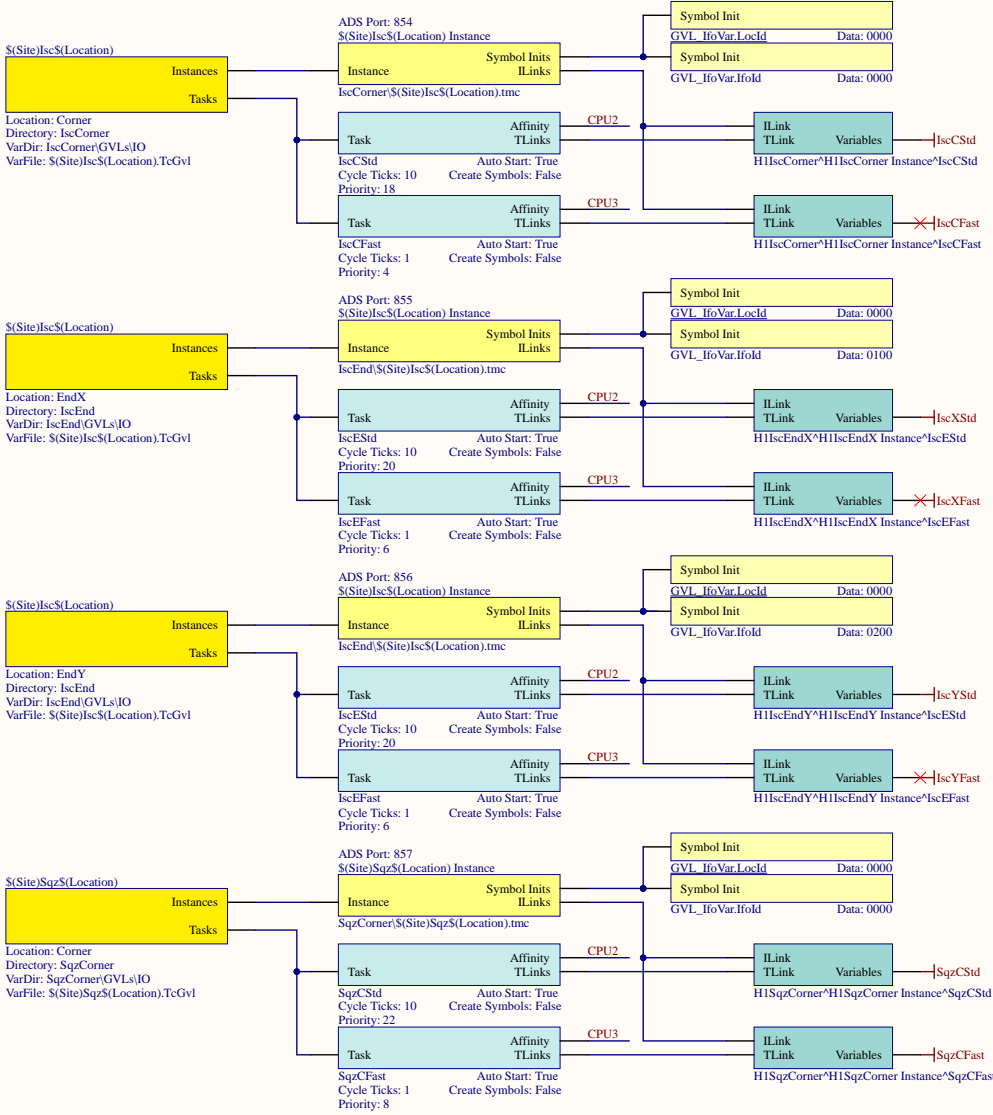 $(Site)Isc$(Location)
Instances
Tasks
Location: Corner
Directory: IscCorner
VarDir: IscCorner\GVLs\IO
VarFile: $(Site)Isc$(Location).TcGvl
ADS Port: 854
$(Site)Isc$(Location) Instance
Symbol Inits
Instance ILinks
IscCorner\$(Site)Isc$(Location).tmc
Symbol Init
GVL_IfoVar.LocId Data: 0000
Symbol Init
GVL_IfoVar.IfoId Data: 0000
Affinity CPU2
Task TLinks
IscCStd Auto Start: True
Cycle Ticks: 10 Create Symbols: False
Priority: 18
ILink
TLink Variables IscCStd
H1IscCorner^H1IscCorner Instance^IscCStd
Affinity CPU3
Task TLinks
IscCFast Auto Start: True
Cycle Ticks: 1 Create Symbols: False
Priority: 4
ILink
TLink Variables IscCFast
H1IscCorner^H1IscCorner Instance^IscCFast
$(Site)Isc$(Location)
Instances
Tasks
Location: EndX
Directory: IscEnd
VarDir: IscEnd\GVLs\IO
VarFile: $(Site)Isc$(Location).TcGvl
ADS Port: 855
$(Site)Isc$(Location) Instance
Symbol Inits
Instance ILinks
IscEnd\$(Site)Isc$(Location).tmc
Symbol Init
GVL_IfoVar.LocId Data: 0000
Symbol Init
GVL_IfoVar.IfoId Data: 0100
Affinity CPU2
Task TLinks
IscEStd Auto Start: True
Cycle Ticks: 10 Create Symbols: False
Priority: 20
ILink
TLink Variables IscXStd
H1IscEndX^H1IscEndX Instance^IscEStd
Affinity CPU3
Task TLinks
IscEFast Auto Start: True
Cycle Ticks: 1 Create Symbols: False
Priority: 6
ILink
TLink Variables IscXFast
H1IscEndX^H1IscEndX Instance^IscEFast
$(Site)Isc$(Location)
Instances
Tasks
Location: EndY
Directory: IscEnd
VarDir: IscEnd\GVLs\IO
VarFile: $(Site)Isc$(Location).TcGvl
ADS Port: 856
$(Site)Isc$(Location) Instance
Symbol Inits
Instance ILinks
IscEnd\$(Site)Isc$(Location).tmc
Symbol Init
GVL_IfoVar.LocId Data: 0000
Symbol Init
GVL_IfoVar.IfoId Data: 0200
Affinity CPU2
Task TLinks
IscEStd Auto Start: True
Cycle Ticks: 10 Create Symbols: False
Priority: 20
ILink
TLink Variables IscYStd
H1IscEndY^H1IscEndY Instance^IscEStd
Affinity CPU3
Task TLinks
IscEFast Auto Start: True
Cycle Ticks: 1 Create Symbols: False
Priority: 6
ILink
TLink Variables IscYFast
H1IscEndY^H1IscEndY Instance^IscEFast
$(Site)Sqz$(Location)
Instances
Tasks
Location: Corner
Directory: SqzCorner
VarDir: SqzCorner\GVLs\IO
VarFile: $(Site)Sqz$(Location).TcGvl
ADS Port: 857
$(Site)Sqz$(Location) Instance
Symbol Inits
Instance ILinks
SqzCorner\$(Site)Sqz$(Location).tmc
Symbol Init
GVL_IfoVar.LocId Data: 0000
Symbol Init
GVL_IfoVar.IfoId Data: 0000
Affinity CPU2
Task TLinks
SqzCStd Auto Start: True
Cycle Ticks: 10 Create Symbols: False
Priority: 22
ILink
TLink Variables SqzCStd
H1SqzCorner^H1SqzCorner Instance^SqzCStd
Affinity CPU3
Task TLinks
SqzCFast Auto Start: True
Cycle Ticks: 1 Create Symbols: False
Priority: 8
ILink
TLink Variables SqzCFast
H1SqzCorner^H1SqzCorner Instance^SqzCFast